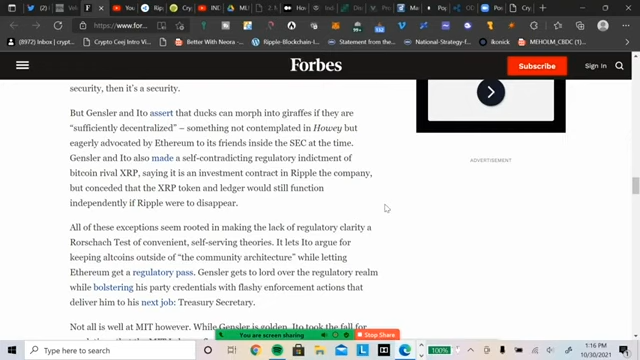 https://www.for...
(8972) Inbox | crypt...
Crypto Ceej Intro Vi...
Better With Neora -...
Ripple-Blockchain-I...
Statement from the...
National-Strategy-f...
ikonick
MEHOLM_CBDC
Forbes
Subscribe
Sign In
security, then it's a security.
But Gensler and Ito assert that ducks can morph into giraffes if they are
“sufficiently decentralized” – something not contemplated in Howey but
eagerly advocated by Ethereum to its friends inside the SEC at the time.
Gensler and Ito also made a self-contradicting regulatory indictment of
bitcoin rival XRP, saying it is an investment contract in Ripple the company,
but conceded that the XRP token and ledger would still function
independently if Ripple were to disappear.
ADVERTISEMENT
All of these exceptions seem rooted in making the lack of regulatory clarity a
Rorschach Test of convenient, self-serving theories. It lets Ito argue for
keeping altcoins outside of “the community architecture” while letting
Ethereum get a regulatory pass. Gensler gets to lord over the regulatory realm
while bolstering his party credentials with flashy enforcement actions that
deliver him to his next job: Treasury Secretary.
Not all is well at MIT however. While Gensler is golden, Ito took the fall for
You are screen sharing
Stop Share
Type here to search
100%
1:16 PM
10/30/2021